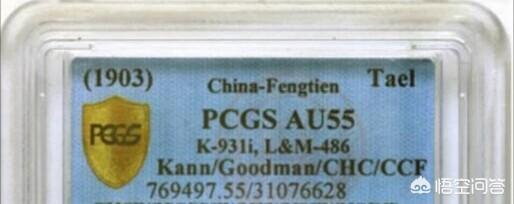 (1903) China-Fengtien Tael
PCGS
PCGS AU55
K-931i, L&M-486
Kann/Goodman/CHC/CCF
769497.55/31076628
悟空问答